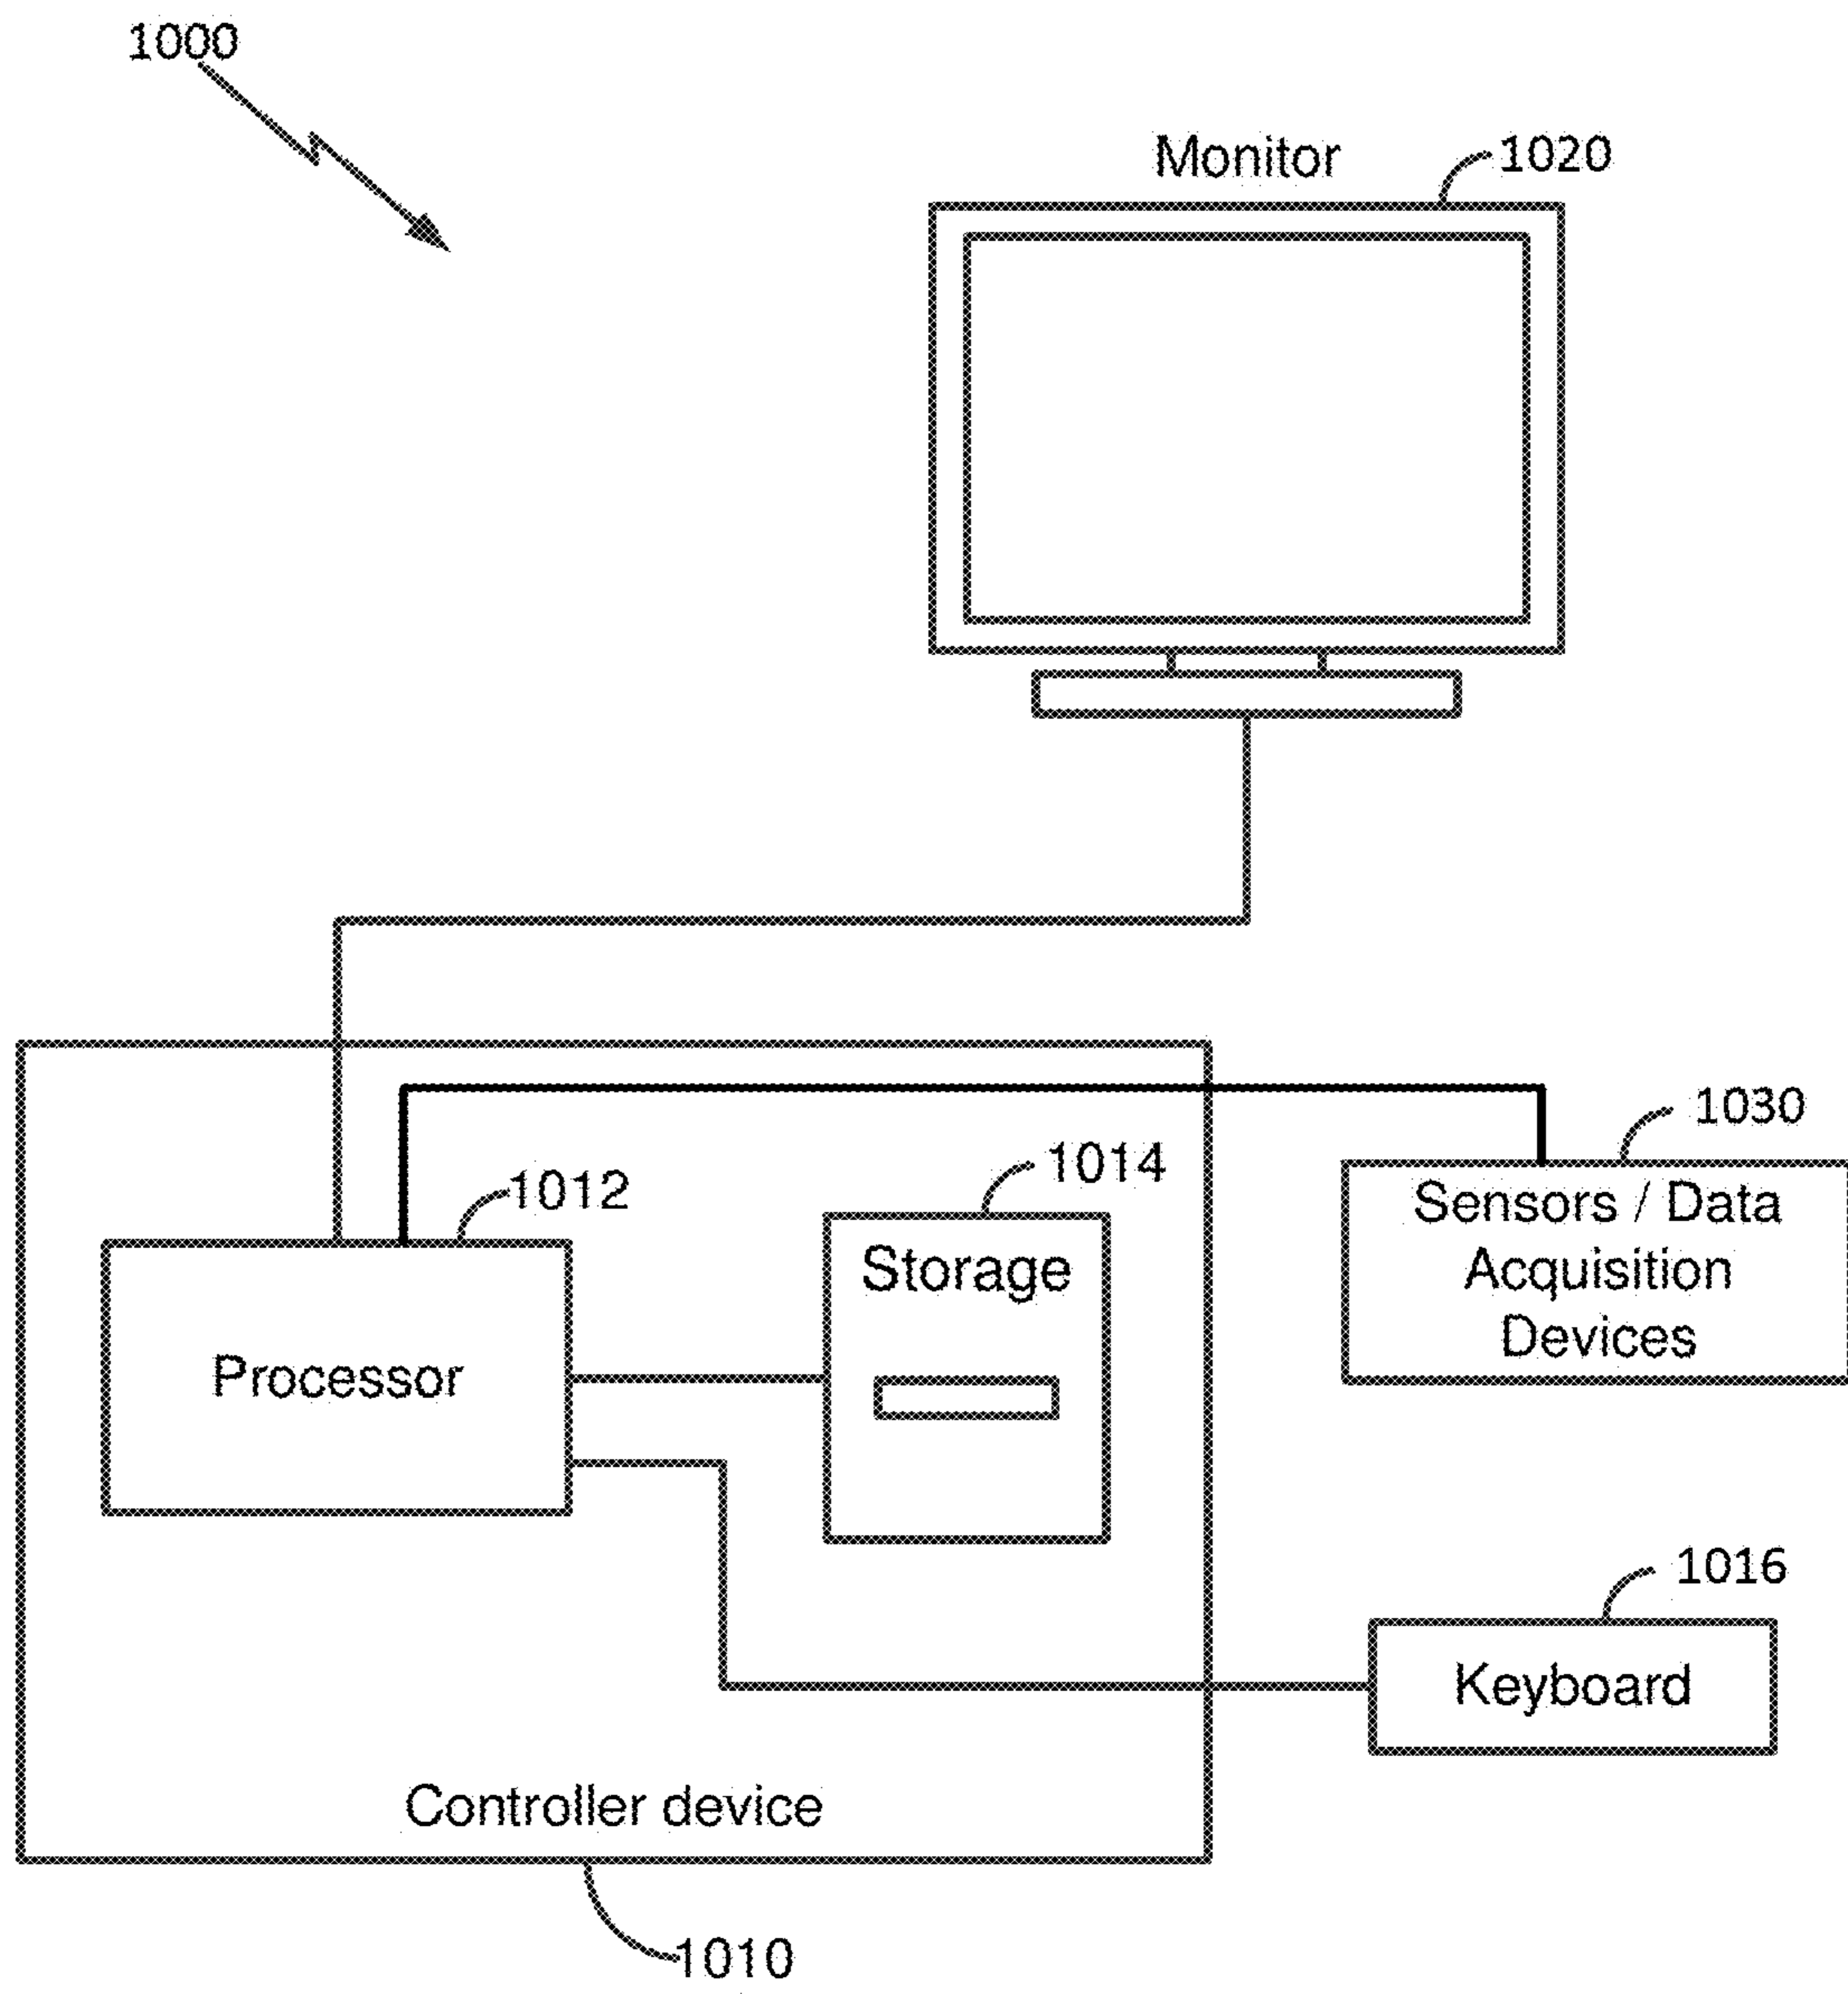 1000
Monitor
1020
1030
1014
1012
Sensors / Data
Acquisition
Devices
Storage
Processor
1016
Keyboard
Controller device
1010